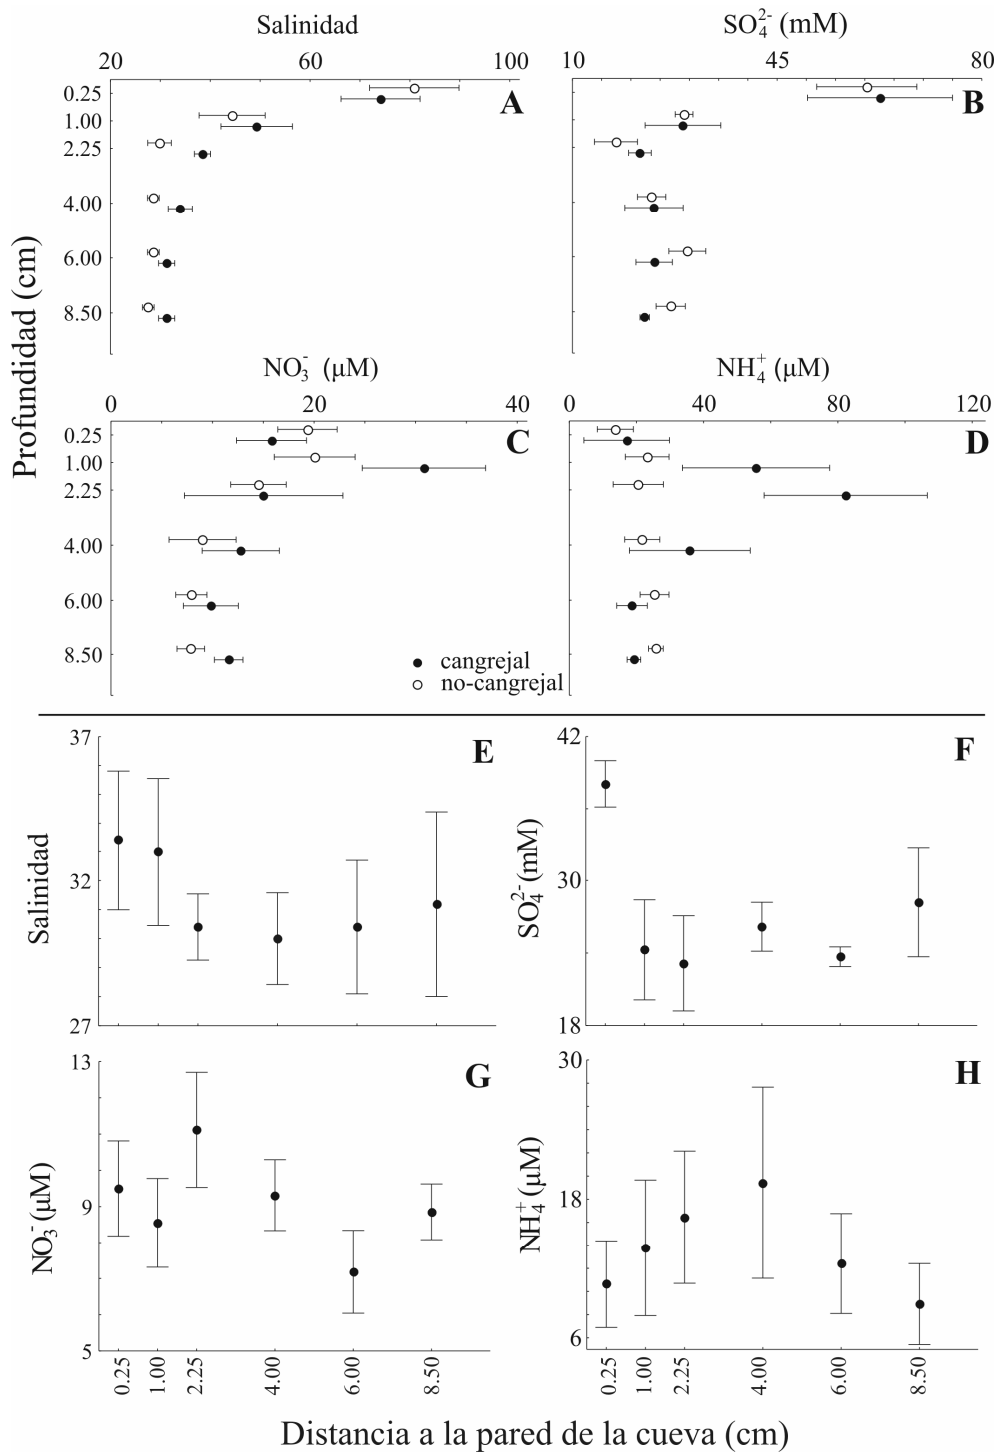 Salinidad
SO₄²⁻ (mM)
20 60 100
10 45 80
0.25
1.00
2.25
4.00
6.00
8.50
A
B
Profundidad (cm)
NO₃⁻ (µM)
NH₄⁺ (µM)
0 20 40
0 40 80 120
0.25
1.00
2.25
4.00
6.00
8.50
C
D
cangrejal
no-cangrejal
37
32
27
Salinidad
E
42
30
18
SO₄²⁻ (mM)
F
13
9
5
NO₃⁻ (µM)
G
30
18
6
NH₄⁺ (µM)
H
0.25 1.00 2.25 4.00 6.00 8.50
0.25 1.00 2.25 4.00 6.00 8.50
Distancia a la pared de la cueva (cm)